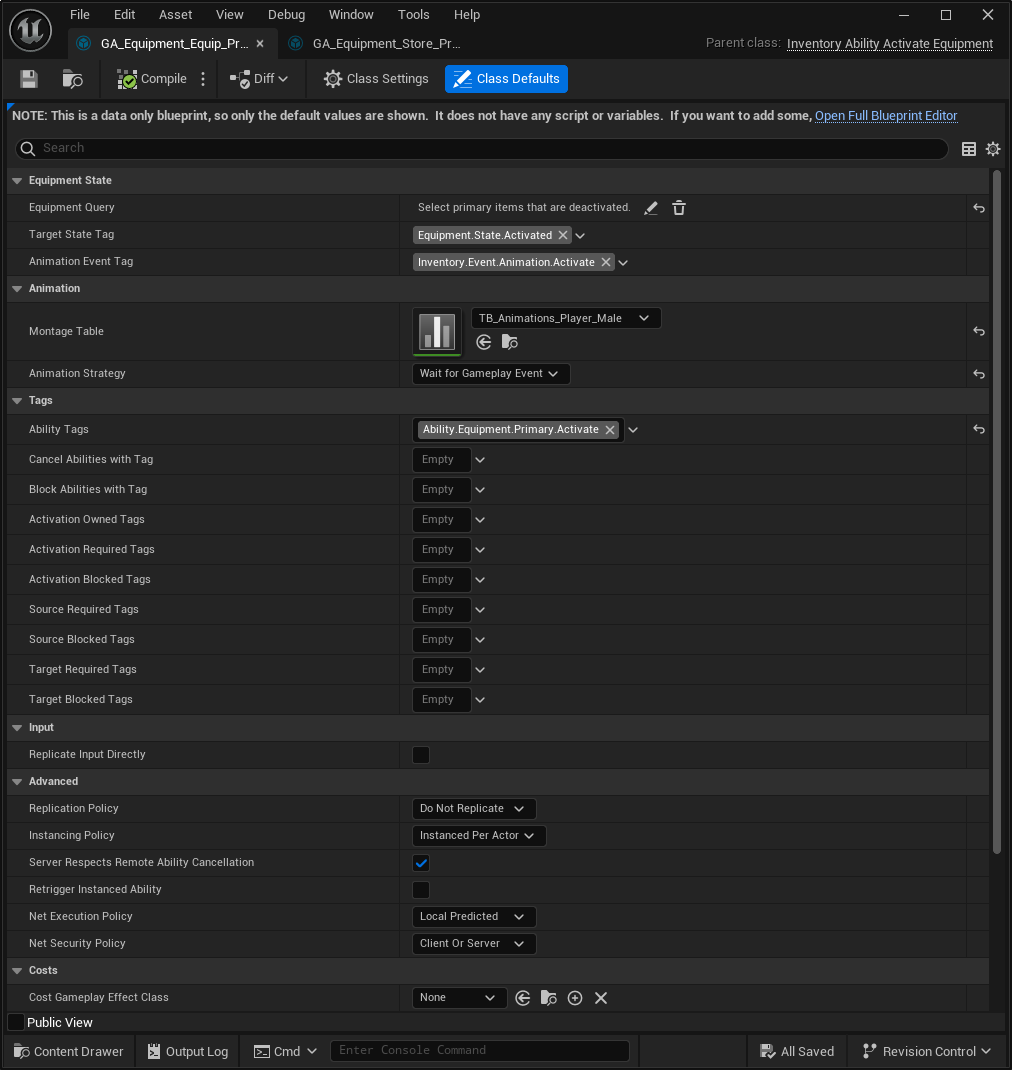 File Edit Asset View Debug Window Tools Help
GA_Equipment_Equip_Pr... GA_Equipment_Store_Pr... Parent class: Inventory Ability Activate Equipment
Compile Diff Class Settings Class Defaults
NOTE: This is a data only blueprint, so only the default values are shown. It does not have any script or variables. If you want to add some, Open Full Blueprint Editor
Search
Equipment State
Equipment Query Select primary items that are deactivated.
Target State Tag Equipment.State.Activated
Animation Event Tag Inventory.Event.Animation.Activate
Animation
Montage Table TB_Animations_Player_Male
Animation Strategy Wait for Gameplay Event
Tags
Ability Tags Ability.Equipment.Primary.Activate
Cancel Abilities with Tag Empty
Block Abilities with Tag Empty
Activation Owned Tags Empty
Activation Required Tags Empty
Activation Blocked Tags Empty
Source Required Tags Empty
Source Blocked Tags Empty
Target Required Tags Empty
Target Blocked Tags Empty
Input
Replicate Input Directly
Advanced
Replication Policy Do Not Replicate
Instancing Policy Instanced Per Actor
Server Respects Remote Ability Cancellation
Retrigger Instanced Ability
Net Execution Policy Local Predicted
Net Security Policy Client Or Server
Costs
Cost Gameplay Effect Class None
Public View
Content Drawer Output Log Cmd Enter Console Command All Saved Revision Control